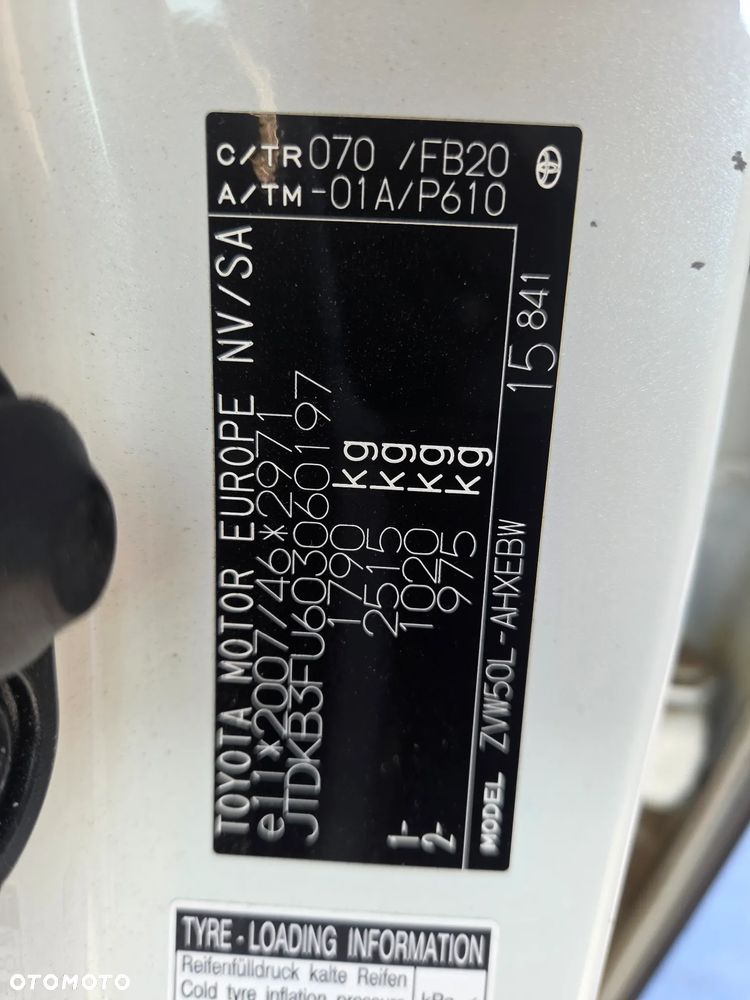 C/TR 070 /FB20
A/TM -01A/P610
TOYOTA MOTOR EUROPE NV/SA
e11*2007/46*2971
JTDKB3FU603060197
1790 kg
2515 kg
1- 1020 kg
2- 975 kg
MODEL ZVW50L-AHXEBW
15 841
TYRE - LOADING INFORMATION
Reifenfülldruck kalte Reifen
Cold tyre inflation pressure
kPa
OTOMOTO